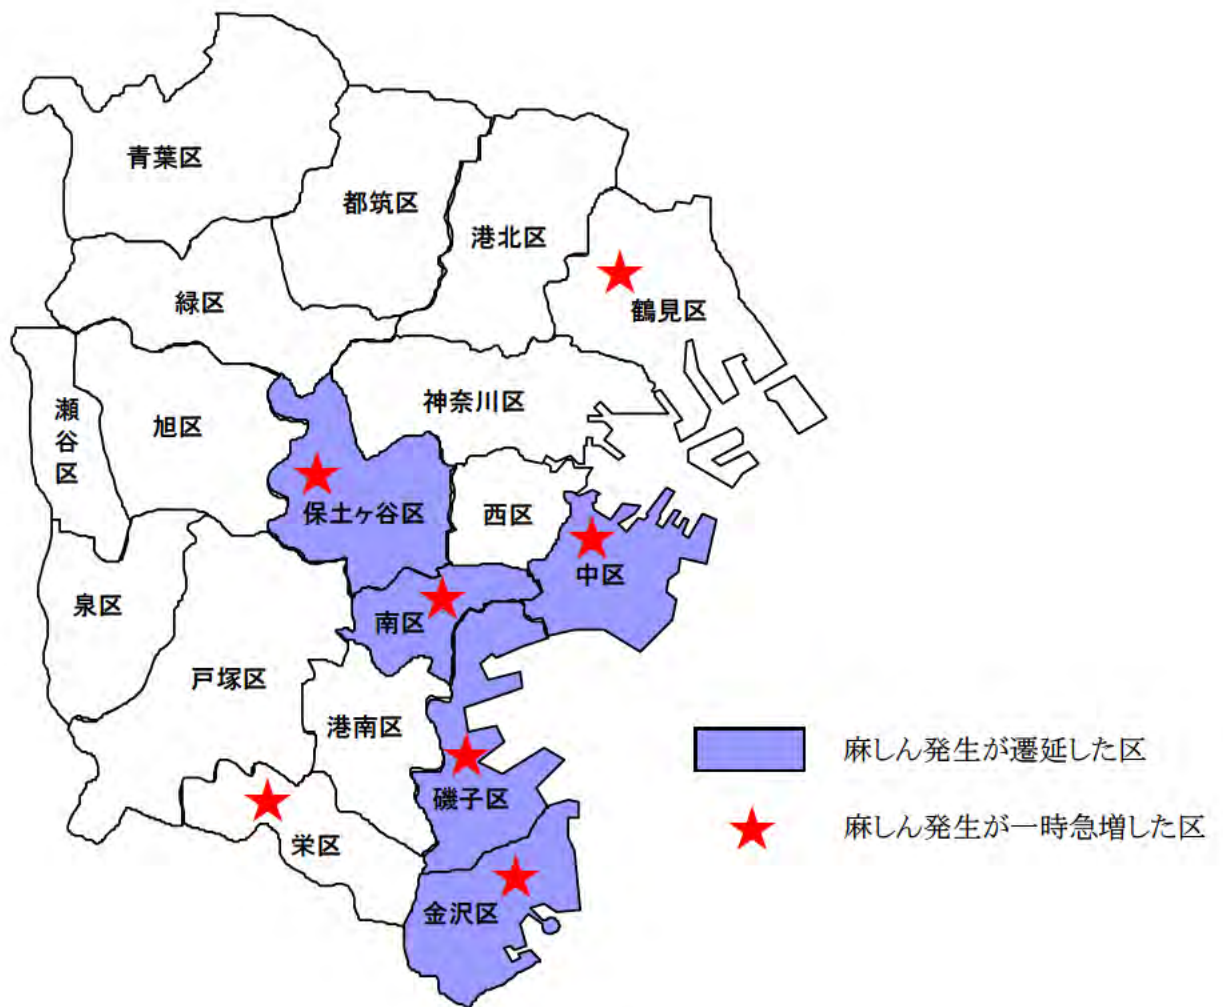 青葉区
都筑区
港北区
緑区
鶴見区
神奈川区
瀬谷区
旭区
保土ヶ谷区
西区
中区
泉区
南区
戸塚区
港南区
磯子区
栄区
金沢区
麻しん発生が遷延した区
麻しん発生が一時急増した区